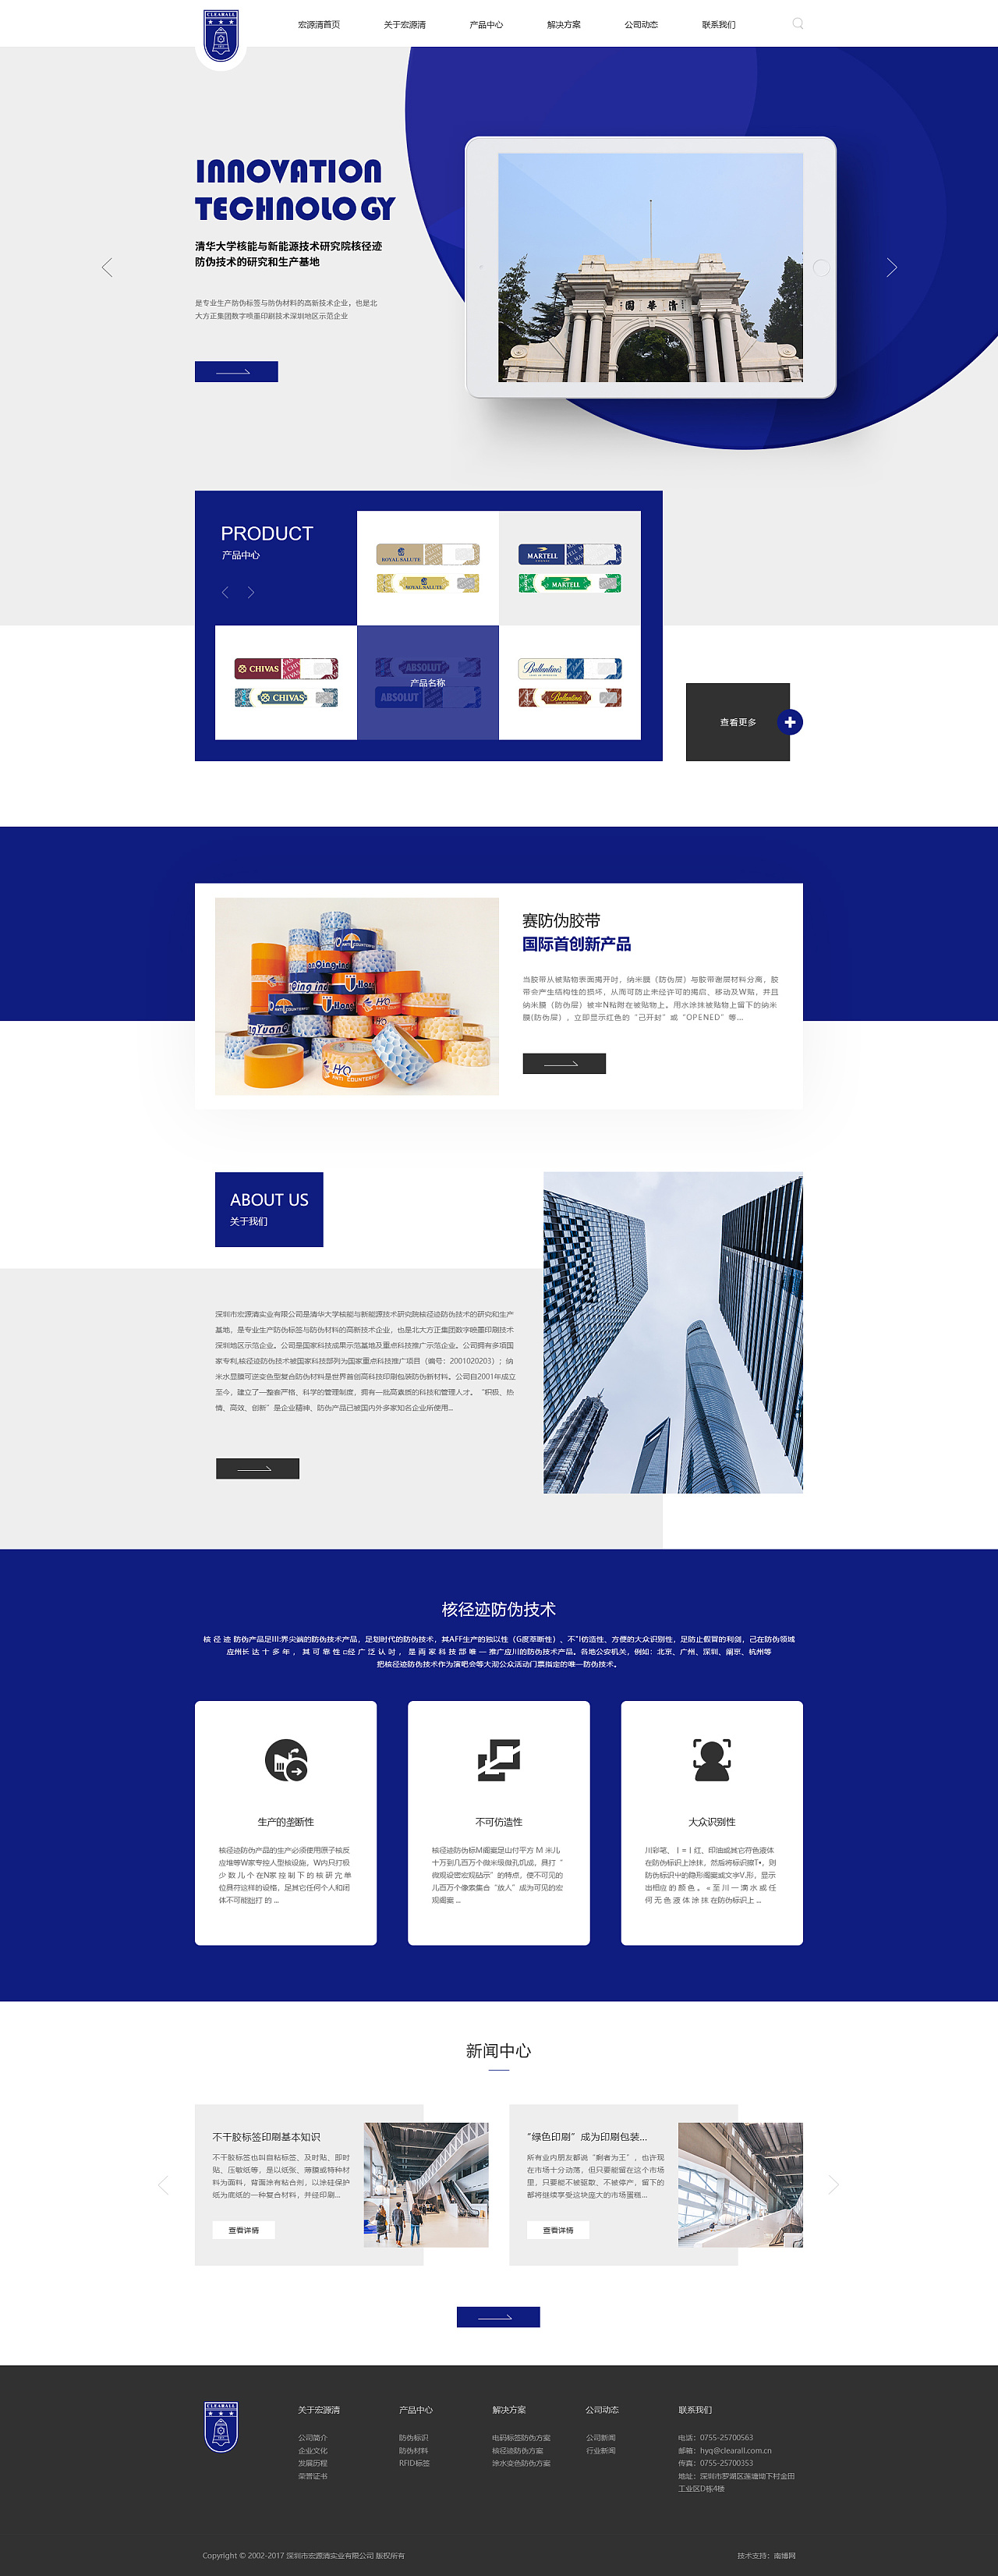 CLEARALL
宏源清首页
关于宏源清
产品中心
解决方案
公司动态
联系我们
INNOVATION
TECHNOLOGY
清华大学核能与新能源技术研究院核径迹
防伪技术的研究和生产基地
是专业生产防伪标签与防伪材料的高新技术企业，也是北
大方正集团数字喷墨印刷技术深圳地区示范企业
園華清
PRODUCT
产品中心
ROYAL SALUTE
ROYAL SALUTE
MARTELL
MARTELL
CHIVAS
CHIVAS
ABSOLUT
产品名称
ABSOLUT
Ballantine's
Ballantine's
查看更多
赛防伪胶带
国际首创新产品
当胶带从被贴物表面揭开时，纳米膜（防伪层）与胶带谢层材料分离，胶
带会产生结构性的损坏，从而可防止未经许可的揭启、移动及W贴，并且
纳米膜（防伪层）被牢N粘附在被贴物上。用水涂抹被贴物上留下的纳米
膜(防伪层），立即显示红色的“己开封”或“OPENED”等...
ABOUT US
关于我们
深圳市宏源清实业有限公司是清华大学核能与新能源技术研究院核径迹防伪技术的研究和生产
基地，是专业生产防伪标签与防伪材料的高新技术企业，也是北大方正集团数字喷墨印刷技术
深圳地区示范企业。公司是国家科技成果示范基地及重点科技推广示范企业。公司拥有多项国
家专利,核径迹防伪技术被国家科技部列为国家重点科技推广项目（编号：2001020203）；纳
米水显膜可逆变色型复合防伪材料是世界首创高科技印刷包装防伪新材料。公司自2001年成立
至今，建立了一整套严格、科学的管理制度，拥有一批高素质的科技和管理人才。“积极、热
情、高效、创新”是企业精神、防伪产品已被国内外多家知名企业所使用...
核径迹防伪技术
核 径 迹 防伪产品足III:界尖端的防伪技术产品，足划时代的防伪技术，其AFF生产的独以性（G度萃断性）、不"I仿造性、方便的大众识别性，足防止假冒的利剑，己在防伪领域
应州长 达 十 多 年 ， 其 可 靠 性 c经 广 泛 认 时 ， 是 両 家 科 技 部 唯 一 推广应川的防伪技术产品。各地公安机关，例如：北京、广州、深圳、阚京、杭州等
把核径迹防伪技术作为演吧会等大湖公众活动门票指定的唯一防伪技术。
生产的垄断性
核径迹防伪产品的生产必须使用原子核反
应堆等W家专控人型核设施，W内只打极
少 数 儿 个 在N家 控 制 下 的 核 研 宄 单
位具符这样的设格，足其它任何个人和闭
体不可能刨 打 的 ...
不可仿造性
核径迹防伪标M阁案足山付平方 M 米儿
十万到几百万个做米级微孔饥成，具打“
微观设密宏观砧示”的特点，使不可见的
儿百万个像索集合“放人”成为可见的宏
观阁案 ...
大众识别性
川彩笔、丨=丨红、印油或其它符色液体
在防伪标识上涂抹，然后将标识擦T•，则
防伪标识中的隐形阁案或文字V.形，显示
出相应 的 颜 色 。 « 至 川 一 滴 水 或 任
何 无 色 液 体 涂 抹 在防伪标识上 ...
新闻中心
不干胶标签印刷基本知识
不干胶标签也叫自粘标签、及时贴、即时
贴、压敏纸等，是以纸张、薄膜或特种材
料为面料，背面涂有粘合剂，以涂硅保护
纸为底纸的一种复合材料，并经印刷...
查看详情
“绿色印刷”成为印刷包装...
所有业内朋友都说“剩者为王”，也许现
在市场十分动荡，但只要能留在这个市场
里，只要能不被驱散、不被停产，留下的
都将继续享受这块庞大的市场蛋糕...
查看详情
CLEARALL
关于宏源清
公司简介
企业文化
发展历程
荣誉证书
产品中心
防伪标识
防伪材料
RFID标签
解决方案
电码标签防伪方案
核径迹防伪方案
涂水变色防伪方案
公司动态
公司新闻
行业新闻
联系我们
电话：0755-25700563
邮箱：hyq@clearall.com.cn
传真：0755-25700353
地址：深圳市罗湖区莲塘坳下村金田
工业区D栋4楼
Copyright © 2002-2017 深圳市宏源清实业有限公司 版权所有
技术支持：南博网